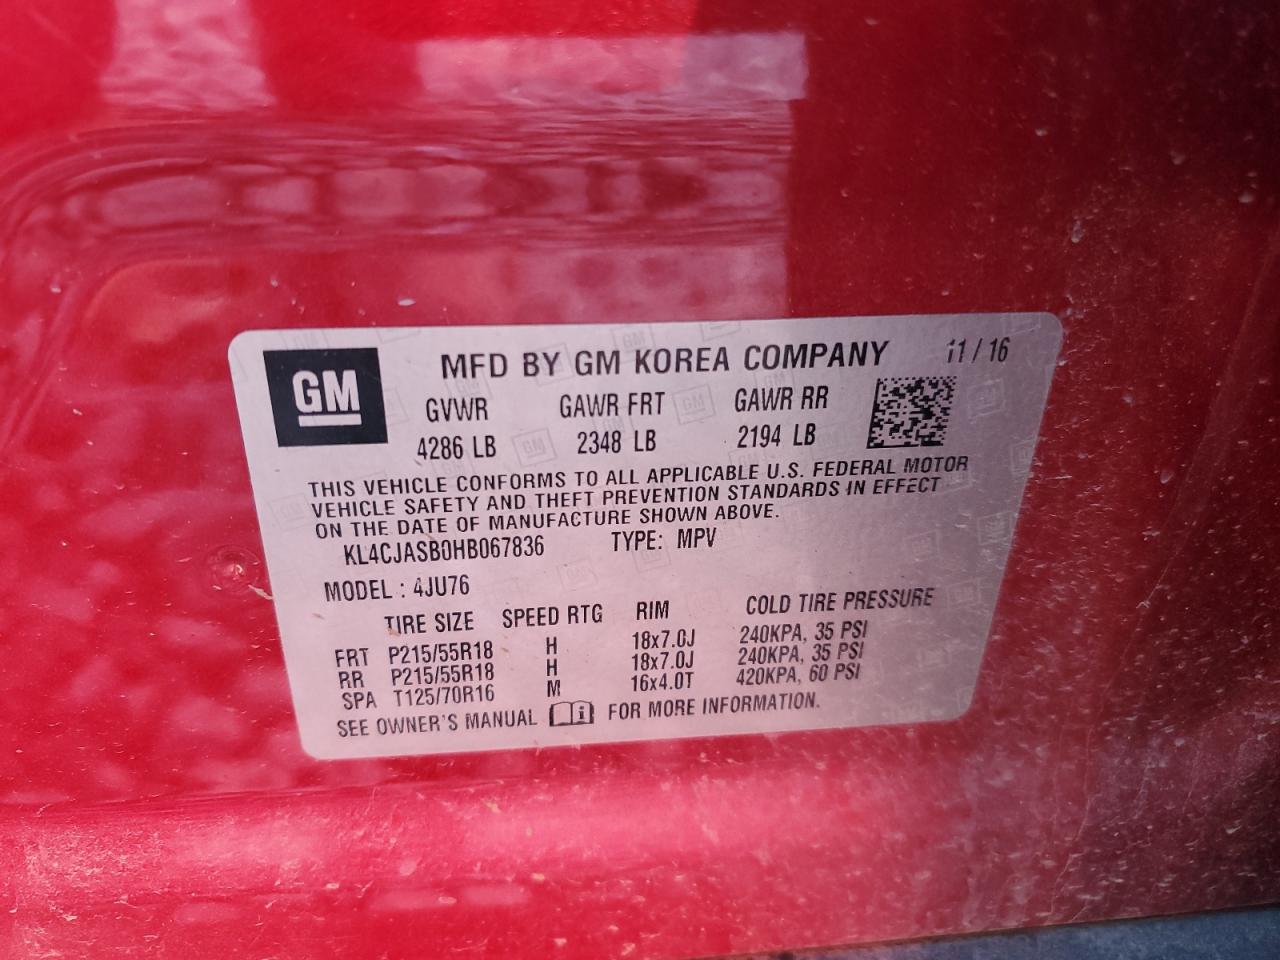 GM
MFD BY GM KOREA COMPANY 11/16
GVWR GAWR FRT GAWR RR
4286 LB 2348 LB 2194 LB
THIS VEHICLE CONFORMS TO ALL APPLICABLE U.S. FEDERAL MOTOR
VEHICLE SAFETY AND THEFT PREVENTION STANDARDS IN EFFECT
ON THE DATE OF MANUFACTURE SHOWN ABOVE.
KL4CJASB0HB067836 TYPE: MPV
MODEL : 4JU76
TIRE SIZE SPEED RTG RIM COLD TIRE PRESSURE
FRT P215/55R18 H 18x7.0J 240KPA, 35 PSI
RR P215/55R18 H 18x7.0J 240KPA, 35 PSI
SPA T125/70R16 M 16x4.0T 420KPA, 60 PSI
SEE OWNER'S MANUAL FOR MORE INFORMATION.